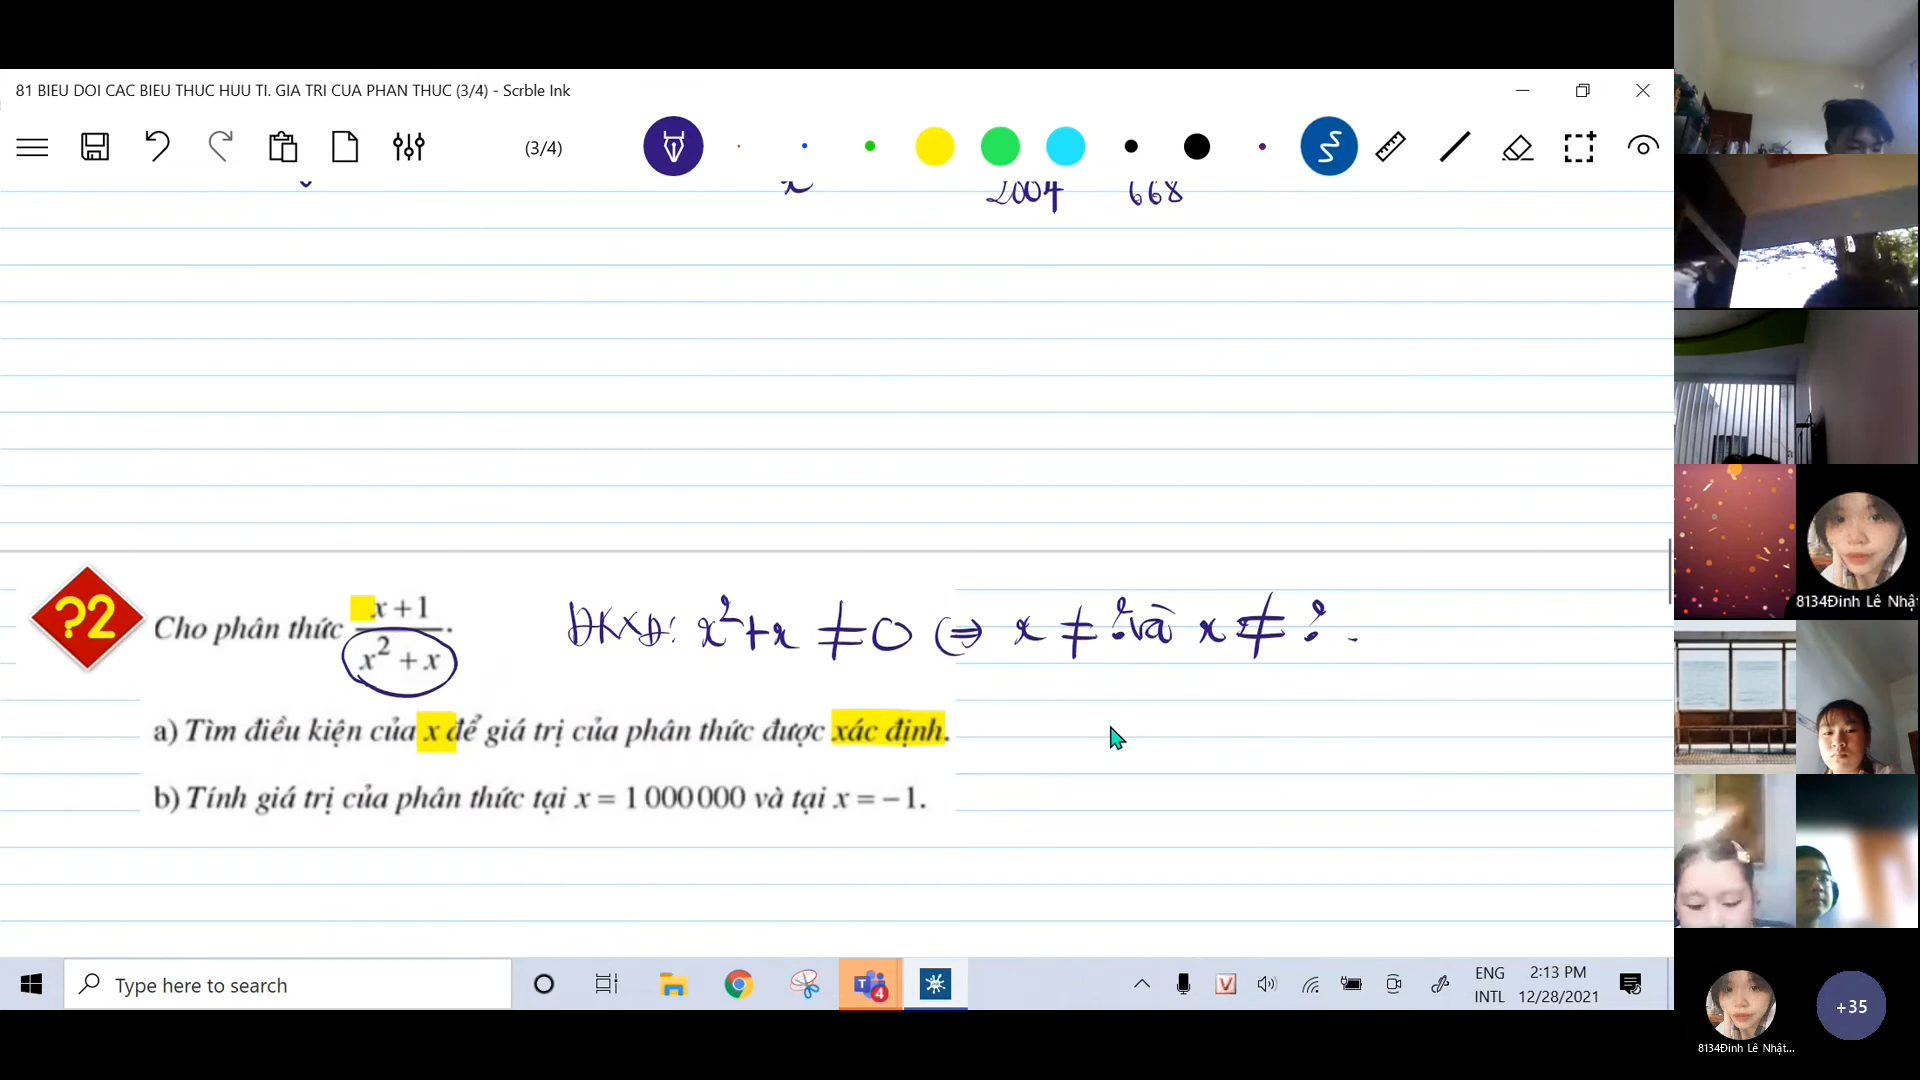 81 BIEU DOI CAC BIEU THUC HUU TI. GIA TRI CUA PHAN THUC (3/4) - Scrble Ink
(3/4)
x 2004 668
?2 Cho phân thức x + 1 / x² + x . ĐKXĐ: x² + x ≠ 0 ⇔ x ≠ ? và x ≠ ? .
a) Tìm điều kiện của x để giá trị của phân thức được xác định.
b) Tính giá trị của phân thức tại x = 1 000 000 và tại x = −1.
8134Đinh Lê Nhậ
Type here to search
4
V
ENG
INTL
2:13 PM
12/28/2021
8134Đinh Lê Nhật...
+35